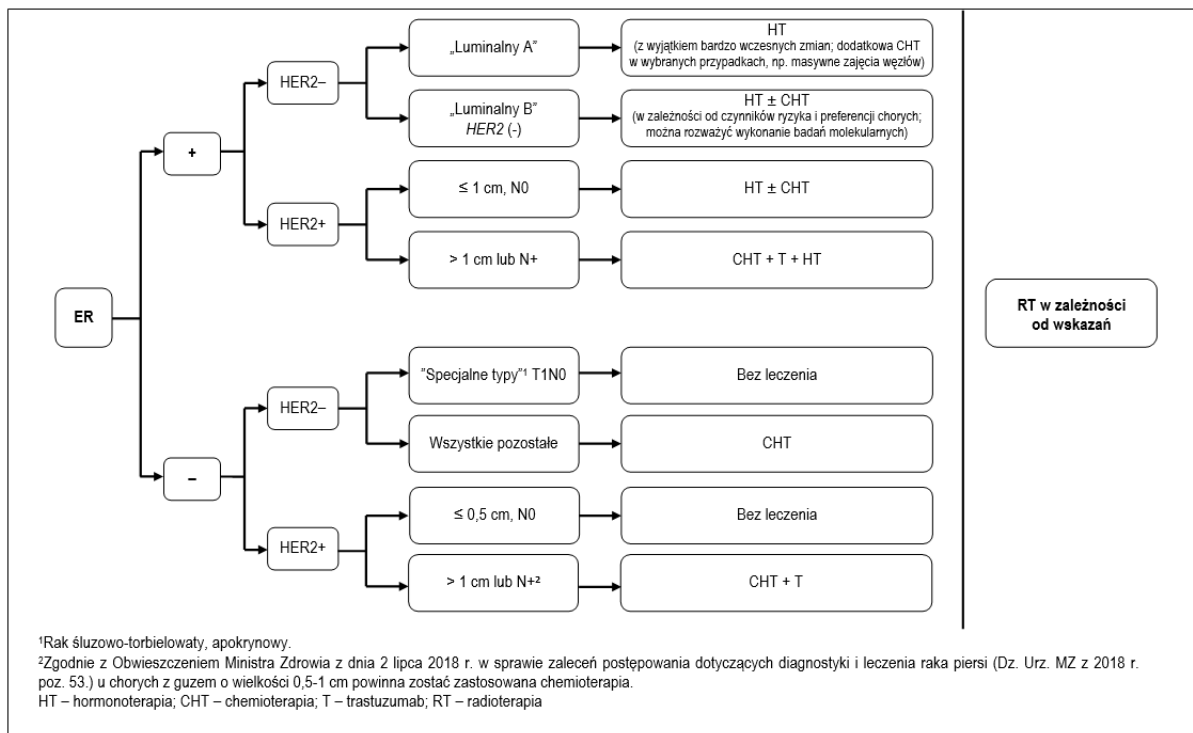 HT
(z wyjątkiem bardzo wczesnych zmian; dodatkowa CHT
w wybranych przypadkach, np. masywne zajęcia węzłów)
„Luminalny A”
HER2–
HT ± CHT
(w zależności od czynników ryzyka i preferencji chorych;
można rozważyć wykonanie badań molekularnych)
„Luminalny B”
HER2 (-)
+
≤ 1 cm, N0
HT ± CHT
HER2+
> 1 cm lub N+
CHT + T + HT
ER
RT w zależności
od wskazań
”Specjalne typy”¹ T1N0
Bez leczenia
HER2–
Wszystkie pozostałe
CHT
–
≤ 0,5 cm, N0
Bez leczenia
HER2+
> 1 cm lub N+²
CHT + T
¹Rak śluzowo-torbielowaty, apokrynowy.
²Zgodnie z Obwieszczeniem Ministra Zdrowia z dnia 2 lipca 2018 r. w sprawie zaleceń postępowania dotyczących diagnostyki i leczenia raka piersi (Dz. Urz. MZ z 2018 r.
poz. 53.) u chorych z guzem o wielkości 0,5-1 cm powinna zostać zastosowana chemioterapia.
HT – hormonoterapia; CHT – chemioterapia; T – trastuzumab; RT – radioterapia